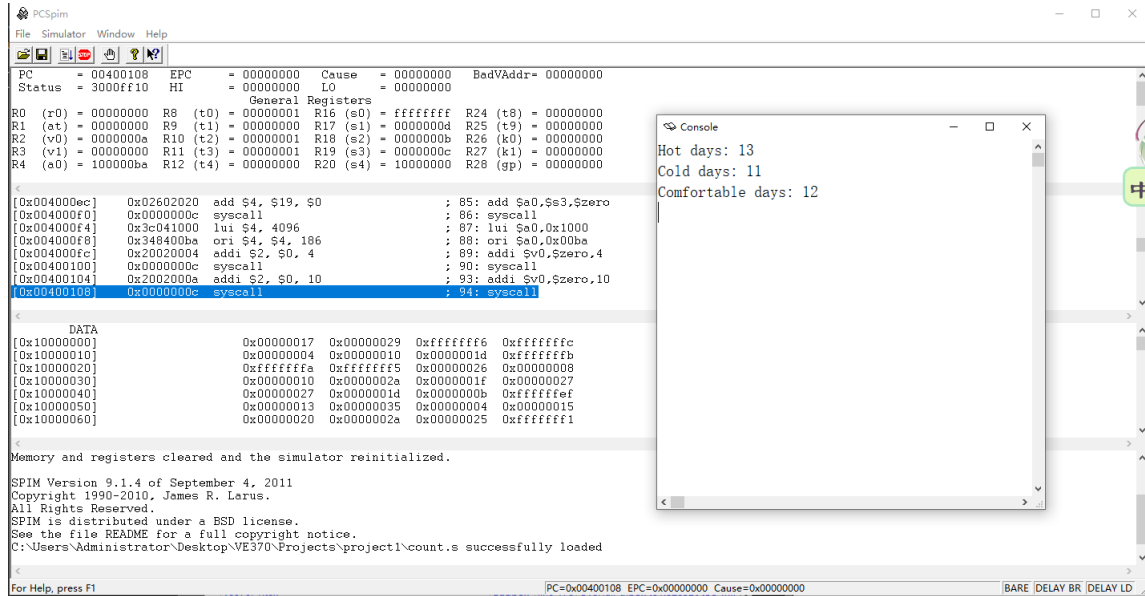 PCSpim
File Simulator Window Help
PC = 00400108 EPC = 00000000 Cause = 00000000 BadVAddr= 00000000
Status = 3000ff10 HI = 00000000 LO = 00000000
General Registers
R0 (r0) = 00000000 R8 (t0) = 00000001 R16 (s0) = ffffffff R24 (t8) = 00000000
R1 (at) = 00000000 R9 (t1) = 00000000 R17 (s1) = 0000000d R25 (t9) = 00000000
R2 (v0) = 0000000a R10 (t2) = 00000001 R18 (s2) = 0000000b R26 (k0) = 00000000
R3 (v1) = 00000000 R11 (t3) = 00000001 R19 (s3) = 0000000c R27 (k1) = 00000000
R4 (a0) = 100000ba R12 (t4) = 00000000 R20 (s4) = 10000000 R28 (gp) = 00000000
[0x004000ec] 0x02602020 add $4, $19, $0 ; 85: add $a0,$s3,$zero
[0x004000f0] 0x0000000c syscall ; 86: syscall
[0x004000f4] 0x3c041000 lui $4, 4096 ; 87: lui $a0,0x1000
[0x004000f8] 0x348400ba ori $4, $4, 186 ; 88: ori $a0,0x00ba
[0x004000fc] 0x20020004 addi $2, $0, 4 ; 89: addi $v0,$zero,4
[0x00400100] 0x0000000c syscall ; 90: syscall
[0x00400104] 0x2002000a addi $2, $0, 10 ; 93: addi $v0,$zero,10
[0x00400108] 0x0000000c syscall ; 94: syscall
DATA
[0x10000000] 0x00000017 0x00000029 0xfffffff6 0xfffffffc
[0x10000010] 0x00000004 0x00000010 0x0000001d 0xfffffffb
[0x10000020] 0xfffffffa 0xfffffff5 0x00000026 0x00000008
[0x10000030] 0x00000010 0x0000002a 0x0000001f 0x00000027
[0x10000040] 0x00000027 0x0000001d 0x0000000b 0xffffffef
[0x10000050] 0x00000013 0x00000035 0x00000004 0x00000015
[0x10000060] 0x00000020 0x0000002a 0x00000025 0xfffffff1
Memory and registers cleared and the simulator reinitialized.
SPIM Version 9.1.4 of September 4, 2011
Copyright 1990-2010, James R. Larus.
All Rights Reserved.
SPIM is distributed under a BSD license.
See the file README for a full copyright notice.
C:\Users\Administrator\Desktop\VE370\Projects\project1\count.s successfully loaded
For Help, press F1
PC=0x00400108 EPC=0x00000000 Cause=0x00000000
BARE DELAY BR DELAY LD
Console
Hot days: 13
Cold days: 11
Comfortable days: 12
中